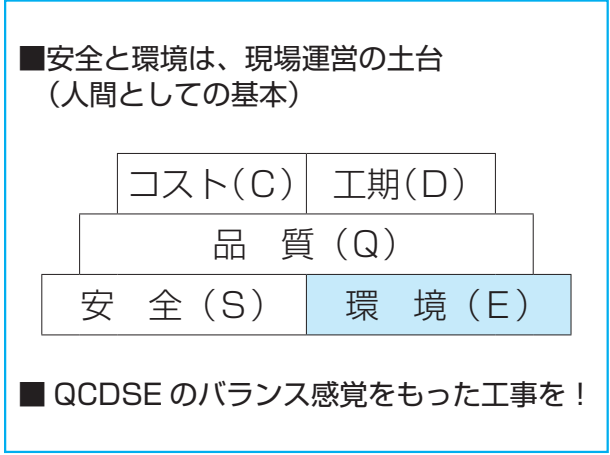 ■安全と環境は、現場運営の土台
（人間としての基本）
コスト（C） 工期（D）
品　質（Q）
安　全（S） 環　境（E）
■ QCDSE のバランス感覚をもった工事を！